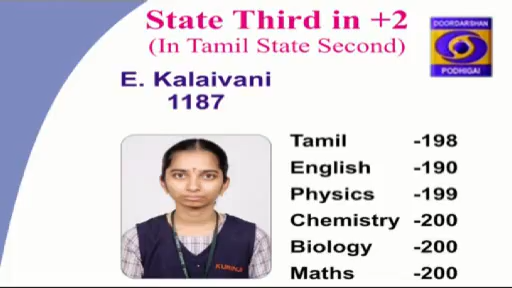 State Third in +2
(In Tamil State Second)
DOORDARSHAN
PODHIGAI
E. Kalaivani
1187
Tamil -198
English -190
Physics -199
Chemistry -200
Biology -200
Maths -200